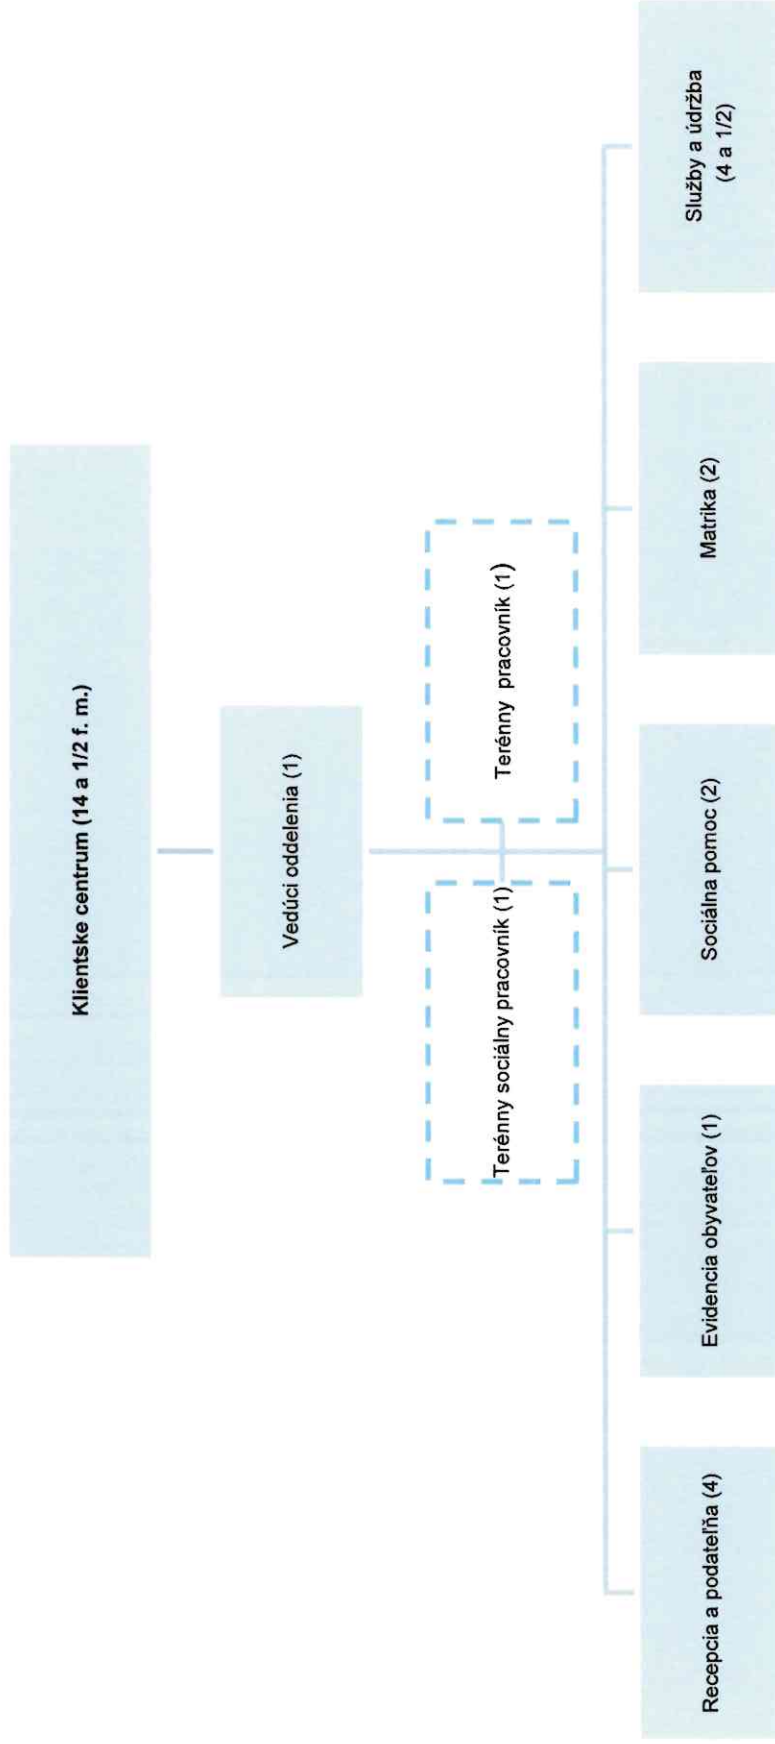 Klientske centrum (14 a 1/2 f. m.)
Vedúci oddelenia (1)
Terénny sociálny pracovník (1)
Terénny pracovník (1)
Recepcia a podateľňa (4)
Evidencia obyvateľov (1)
Sociálna pomoc (2)
Matrika (2)
Služby a údržba
(4 a 1/2)